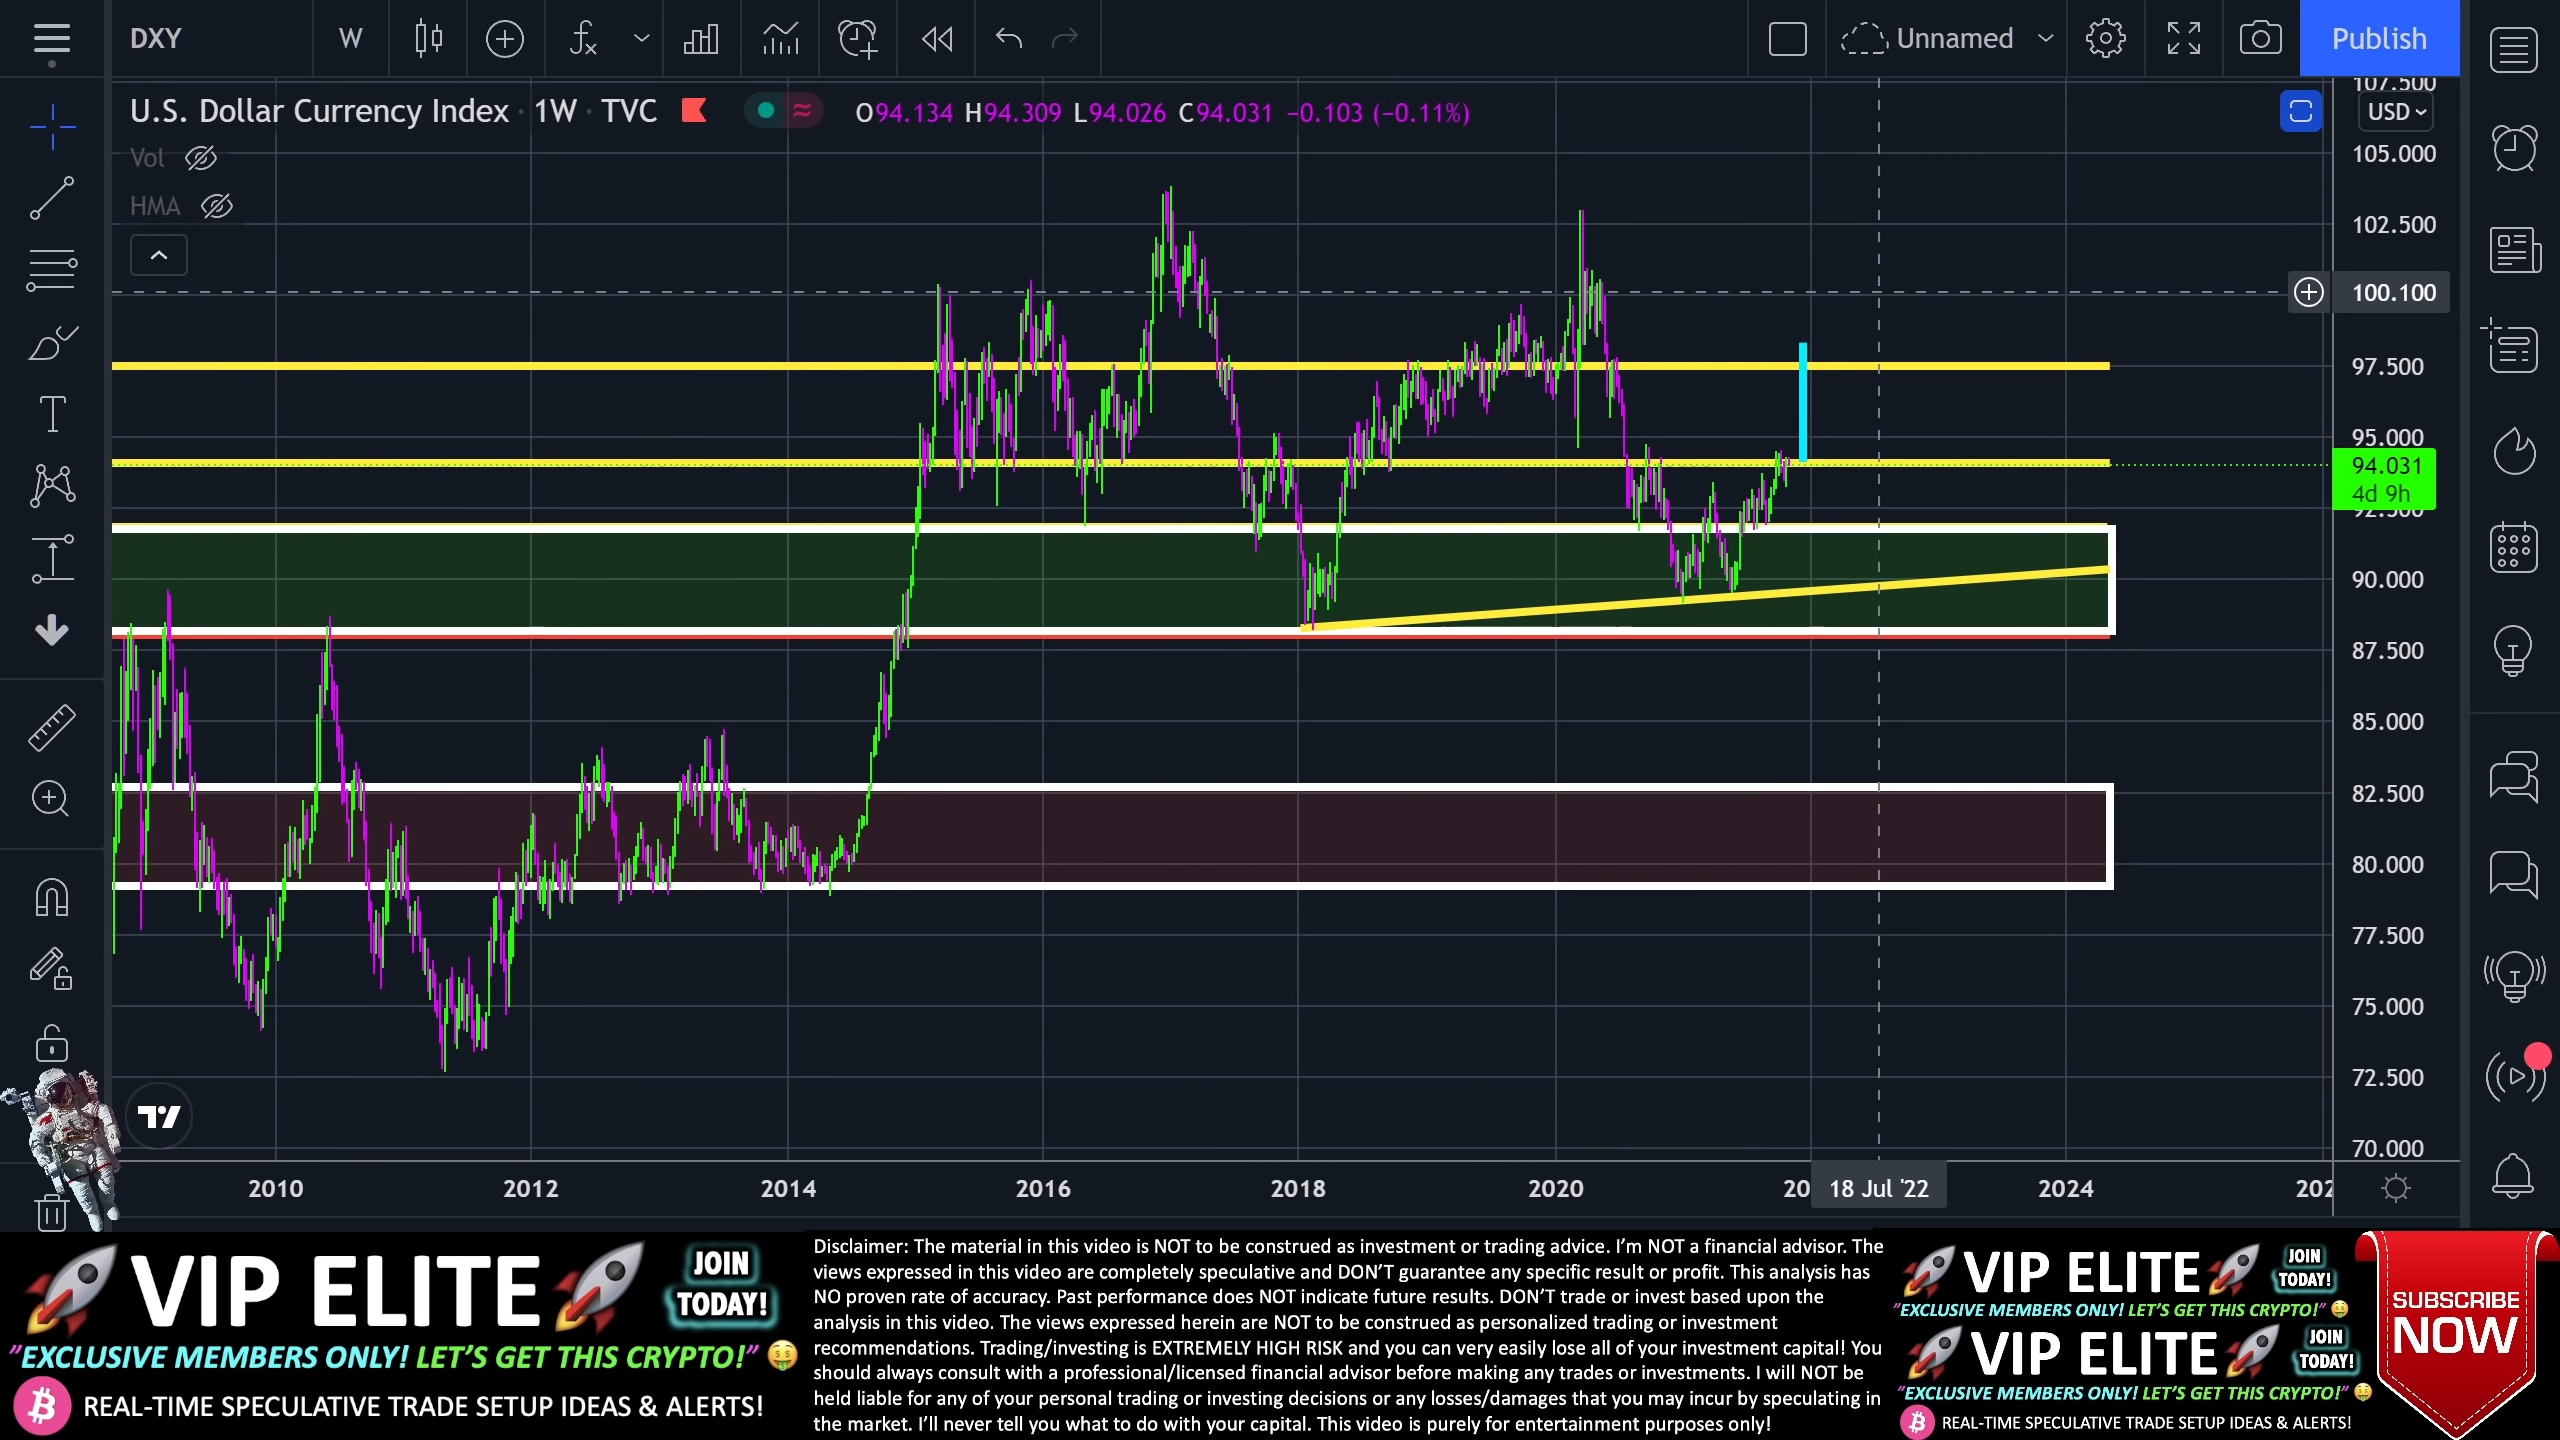 DXY
W
Unnamed
Publish
U.S. Dollar Currency Index · 1W · TVC
O94.134 H94.309 L94.026 C94.031 −0.103 (−0.11%)
Vol
HMA
USD
107.500
105.000
102.500
100.100
97.500
95.000
94.031
4d 9h
92.500
90.000
87.500
85.000
82.500
80.000
77.500
75.000
72.500
70.000
2010 2012 2014 2016 2018 2020 20 18 Jul '22 2024 202
VIP ELITE
JOIN
TODAY!
"EXCLUSIVE MEMBERS ONLY! LET'S GET THIS CRYPTO!"
REAL-TIME SPECULATIVE TRADE SETUP IDEAS & ALERTS!
Disclaimer: The material in this video is NOT to be construed as investment or trading advice. I'm NOT a financial advisor. The
views expressed in this video are completely speculative and DON'T guarantee any specific result or profit. This analysis has
NO proven rate of accuracy. Past performance does NOT indicate future results. DON'T trade or invest based upon the
analysis in this video. The views expressed herein are NOT to be construed as personalized trading or investment
recommendations. Trading/investing is EXTREMELY HIGH RISK and you can very easily lose all of your investment capital! You
should always consult with a professional/licensed financial advisor before making any trades or investments. I will NOT be
held liable for any of your personal trading or investing decisions or any losses/damages that you may incur by speculating in
the market. I'll never tell you what to do with your capital. This video is purely for entertainment purposes only!
VIP ELITE
JOIN
TODAY!
"EXCLUSIVE MEMBERS ONLY! LET'S GET THIS CRYPTO!"
VIP ELITE
JOIN
TODAY!
"EXCLUSIVE MEMBERS ONLY! LET'S GET THIS CRYPTO!"
REAL-TIME SPECULATIVE TRADE SETUP IDEAS & ALERTS!
SUBSCRIBE
NOW